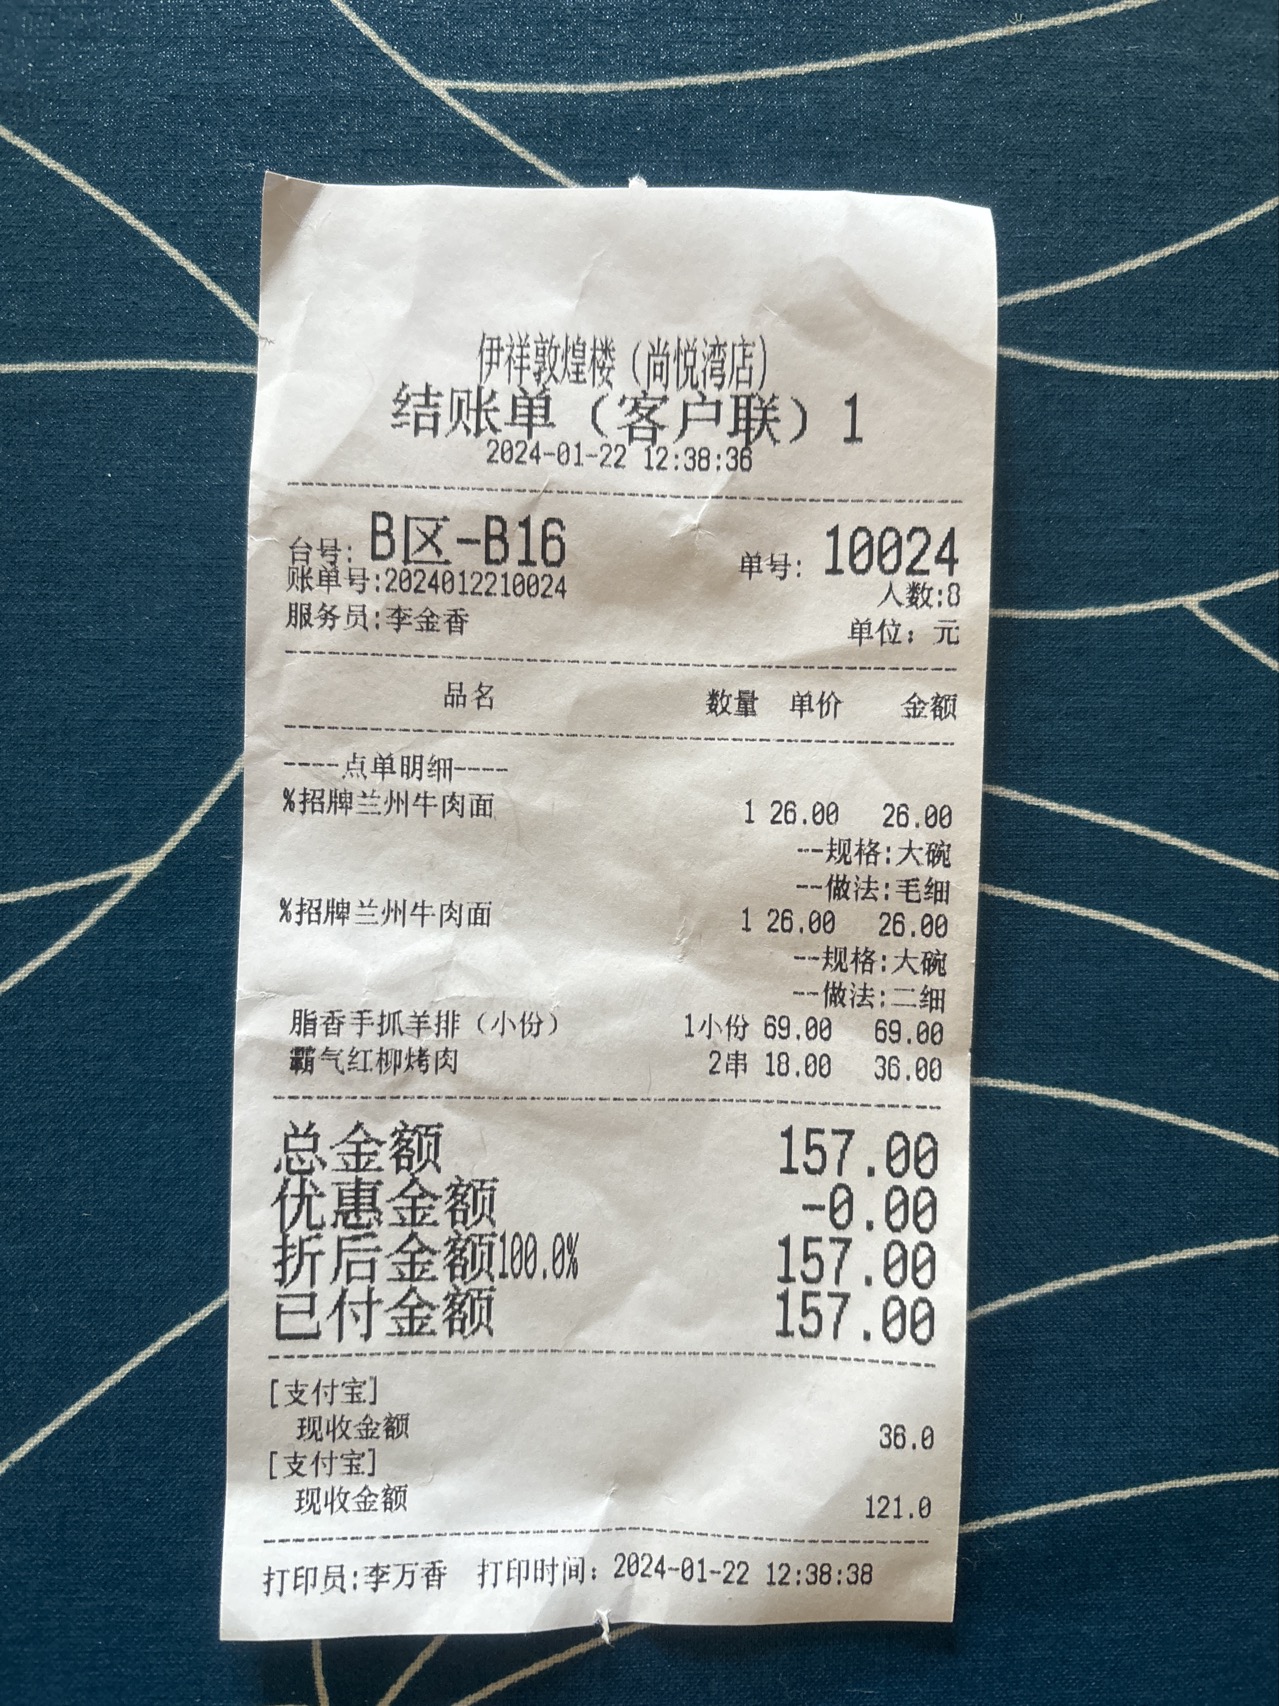 伊祥敦煌楼（尚悦湾店）
结账单（客户联）1
2024-01-22 12:38:36
台号: B区-B16 单号: 10024
账单号:2024012210024 人数:8
服务员:李金香 单位：元
品名 数量 单价 金额
----点单明细----
%招牌兰州牛肉面 1 26.00 26.00
--规格:大碗
--做法:毛细
%招牌兰州牛肉面 1 26.00 26.00
--规格:大碗
--做法:二细
脂香手抓羊排（小份） 1小份 69.00 69.00
霸气红柳烤肉 2串 18.00 36.00
总金额 157.00
优惠金额 -0.00
折后金额100.0% 157.00
已付金额 157.00
[支付宝]
现收金额 36.0
[支付宝]
现收金额 121.0
打印员:李万香 打印时间：2024-01-22 12:38:38